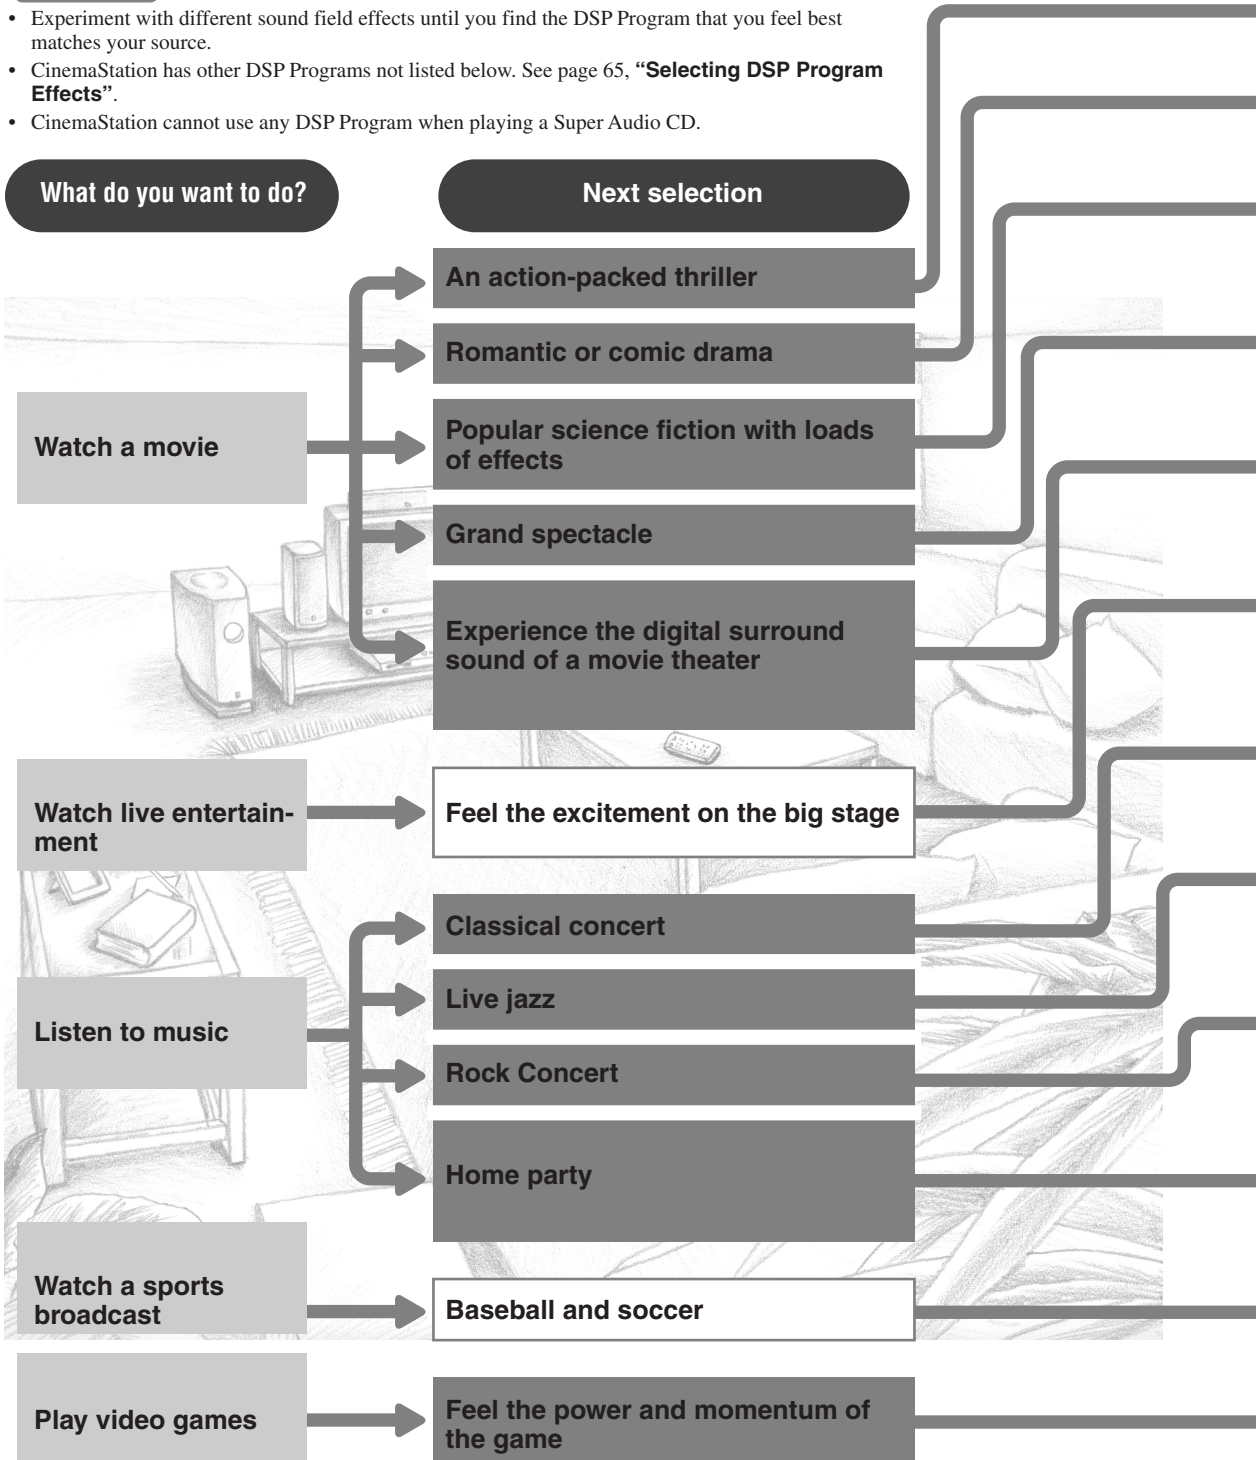 • Experiment with different sound field effects until you find the DSP Program that you feel best
matches your source.
• CinemaStation has other DSP Programs not listed below. See page 65, “Selecting DSP Program
Effects”.
• CinemaStation cannot use any DSP Program when playing a Super Audio CD.
What do you want to do?
Next selection
An action-packed thriller
Romantic or comic drama
Watch a movie
Popular science fiction with loads
of effects
Grand spectacle
Experience the digital surround
sound of a movie theater
Watch live entertain-
ment
Feel the excitement on the big stage
Classical concert
Live jazz
Listen to music
Rock Concert
Home party
Watch a sports
broadcast
Baseball and soccer
Play video games
Feel the power and momentum of
the game